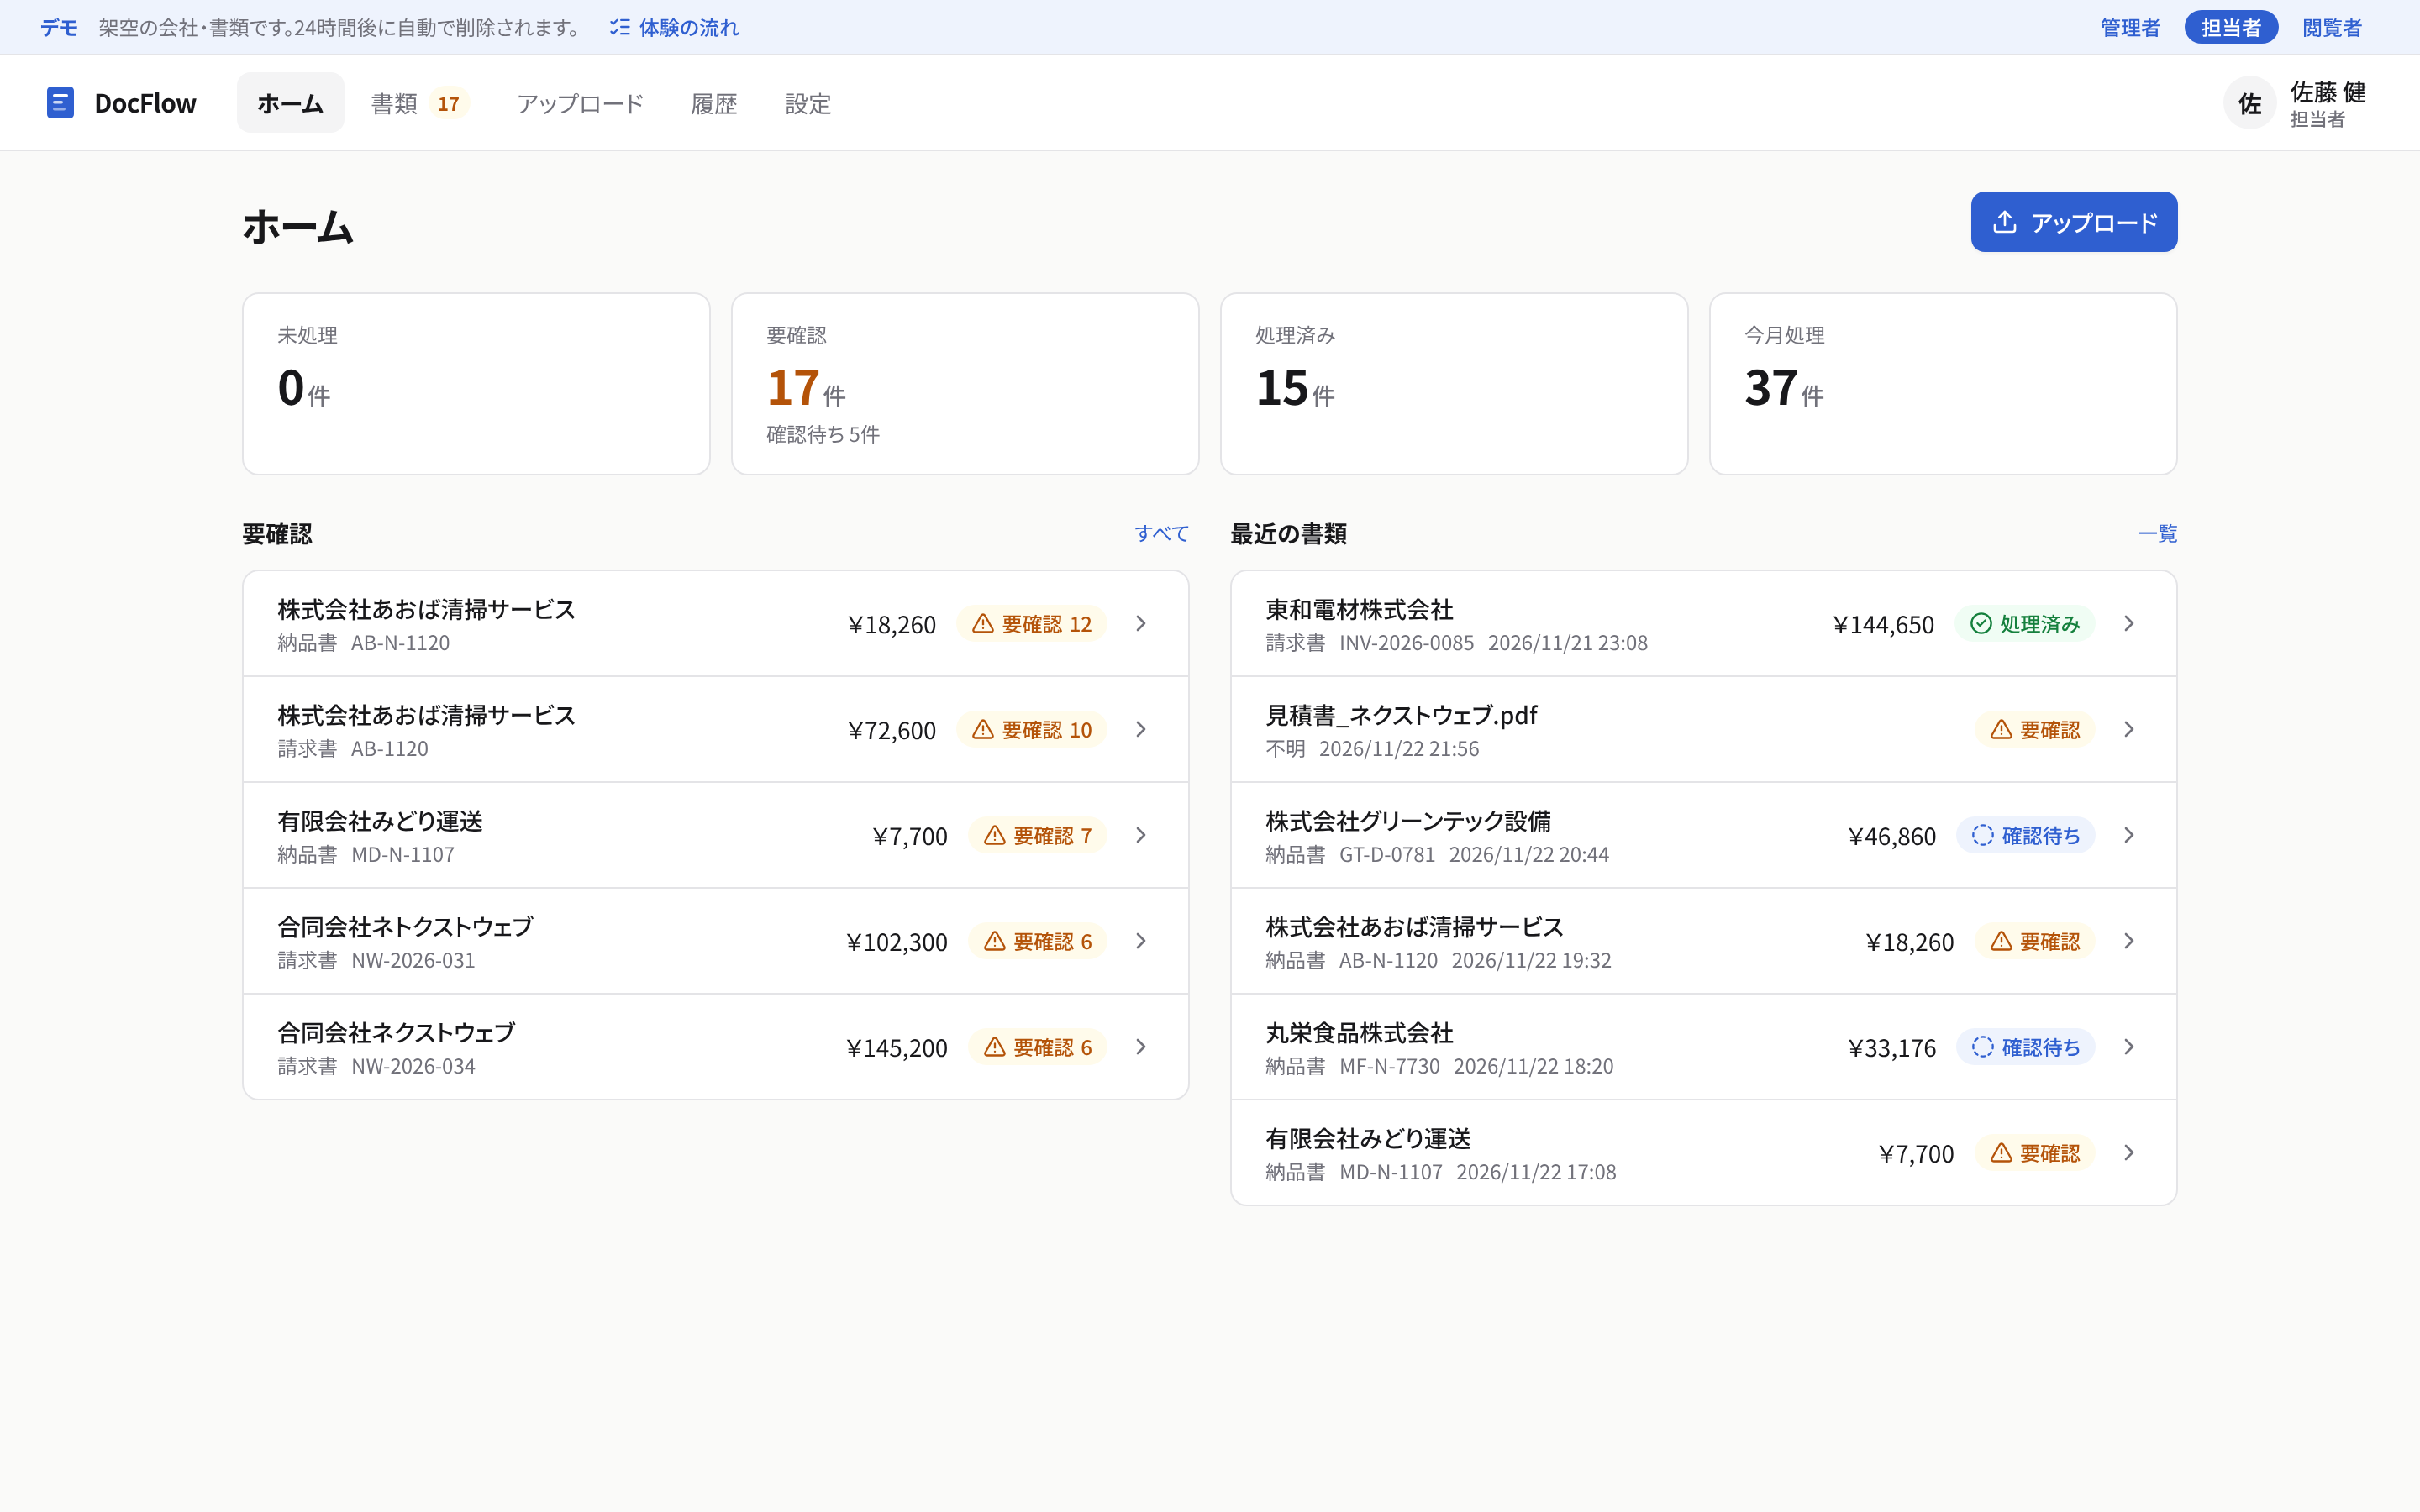 デモ 架空の会社・書類です。24時間後に自動で削除されます。 体験の流れ 管理者 担当者 閲覧者
DocFlow ホーム 書類 17 アップロード 履歴 設定 佐 佐藤 健
担当者
ホーム アップロード
未処理
0件
要確認
17件
確認待ち 5件
処理済み
15件
今月処理
37件
要確認 すべて
株式会社あおば清掃サービス
納品書 AB-N-1120
¥18,260 要確認 12
株式会社あおば清掃サービス
請求書 AB-1120
¥72,600 要確認 10
有限会社みどり運送
納品書 MD-N-1107
¥7,700 要確認 7
合同会社ネトクストウェブ
請求書 NW-2026-031
¥102,300 要確認 6
合同会社ネクストウェブ
請求書 NW-2026-034
¥145,200 要確認 6
最近の書類 一覧
東和電材株式会社
請求書 INV-2026-0085 2026/11/21 23:08
¥144,650 処理済み
見積書_ネクストウェブ.pdf
不明 2026/11/22 21:56
要確認
株式会社グリーンテック設備
納品書 GT-D-0781 2026/11/22 20:44
¥46,860 確認待ち
株式会社あおば清掃サービス
納品書 AB-N-1120 2026/11/22 19:32
¥18,260 要確認
丸栄食品株式会社
納品書 MF-N-7730 2026/11/22 18:20
¥33,176 確認待ち
有限会社みどり運送
納品書 MD-N-1107 2026/11/22 17:08
¥7,700 要確認